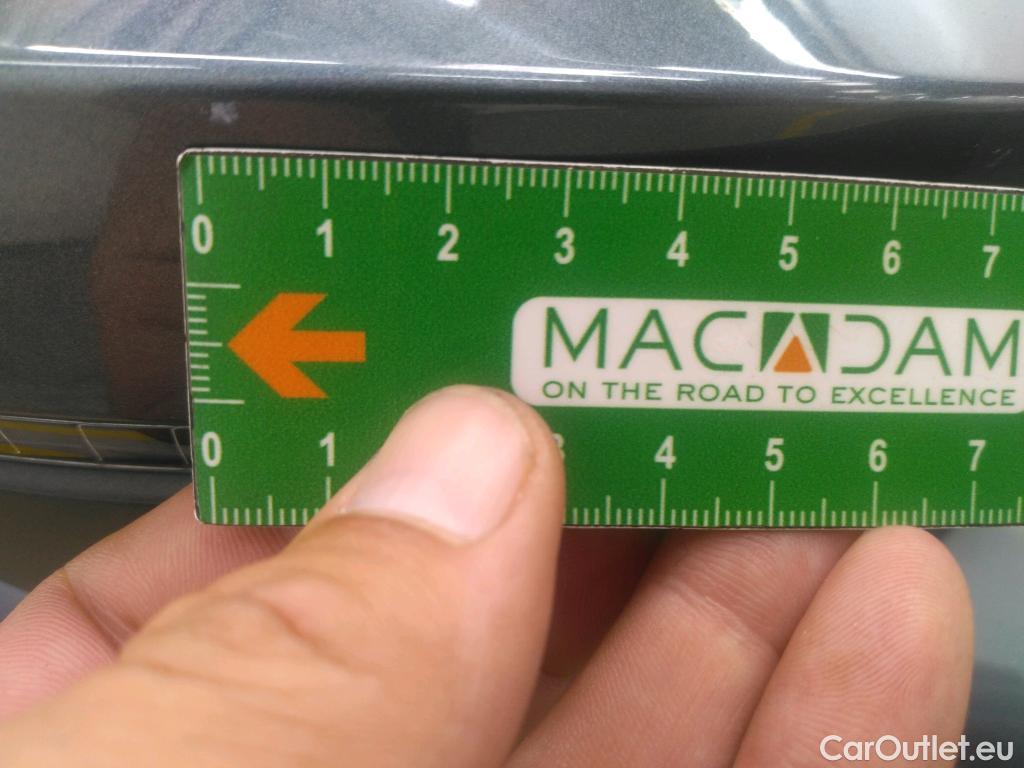 0 1 2 3 4 5 6 7
MACADAM
ON THE ROAD TO EXCELLENCE
0 1 3 4 5 6 7
CarOutlet.eu